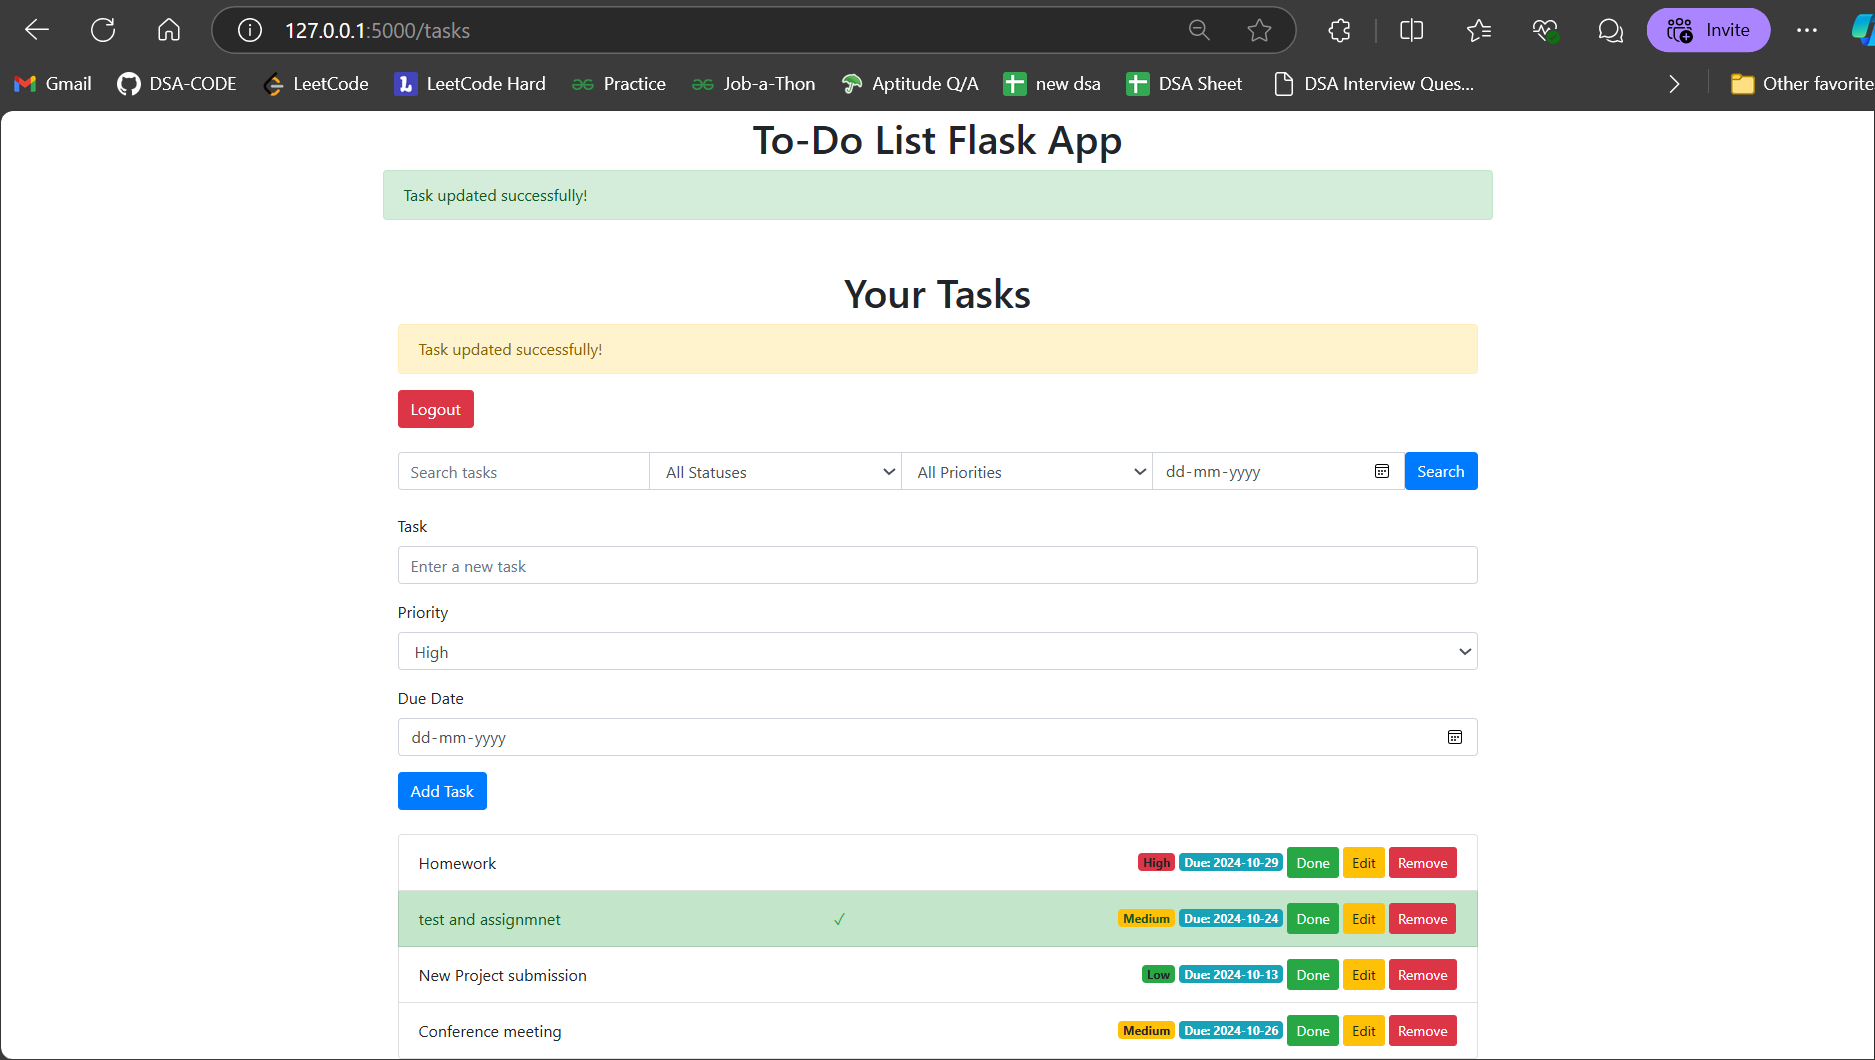 127.0.0.1:5000/tasks
Invite
Gmail DSA-CODE LeetCode LeetCode Hard Practice Job-a-Thon Aptitude Q/A new dsa DSA Sheet DSA Interview Ques... Other favorite
To-Do List Flask App
Task updated successfully!
Your Tasks
Task updated successfully!
Logout
Search tasks All Statuses All Priorities dd-mm-yyyy Search
Task
Enter a new task
Priority
High
Due Date
dd-mm-yyyy
Add Task
Homework High Due: 2024-10-29 Done Edit Remove
test and assignmnet ✓ Medium Due: 2024-10-24 Done Edit Remove
New Project submission Low Due: 2024-10-13 Done Edit Remove
Conference meeting Medium Due: 2024-10-26 Done Edit Remove